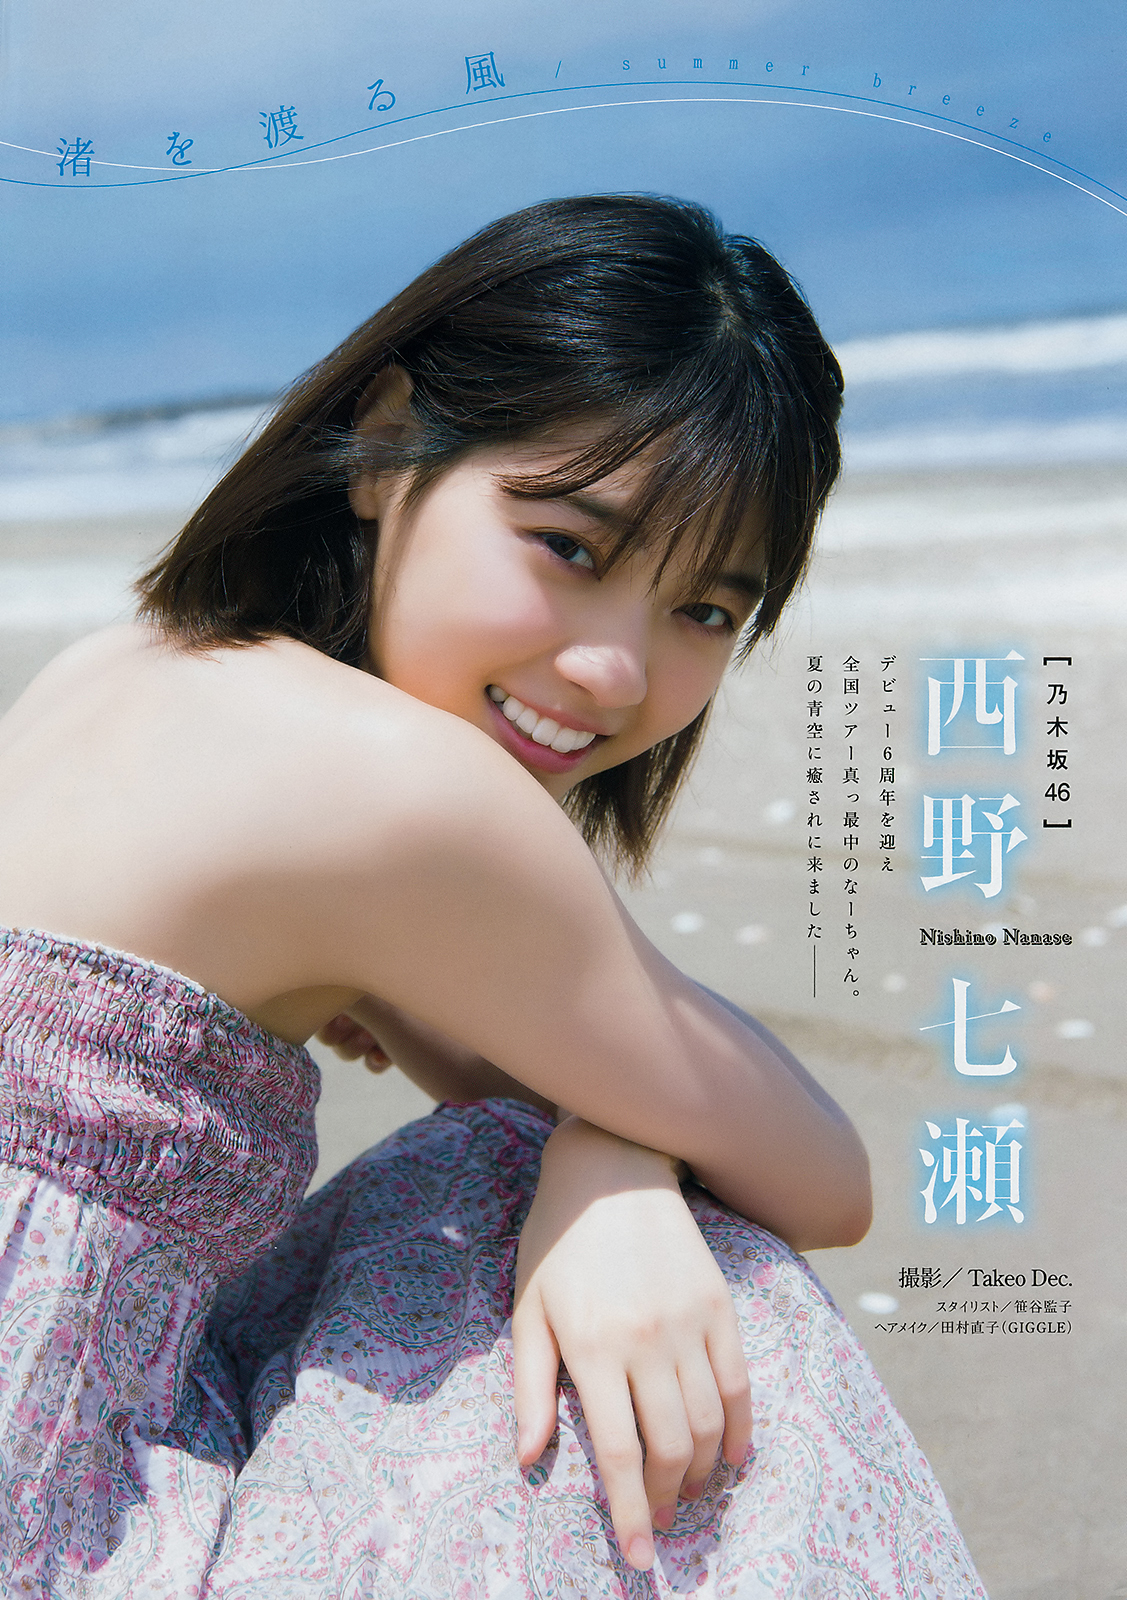 渚を渡る風 / summer breeze
[乃木坂46]
西野七瀬
Nishino Nanase
デビュー6周年を迎え
全国ツアー真っ最中のなーちゃん。
夏の青空に癒されに来ました――
撮影／Takeo Dec.
スタイリスト／笹谷監子
ヘアメイク／田村直子（GIGGLE）